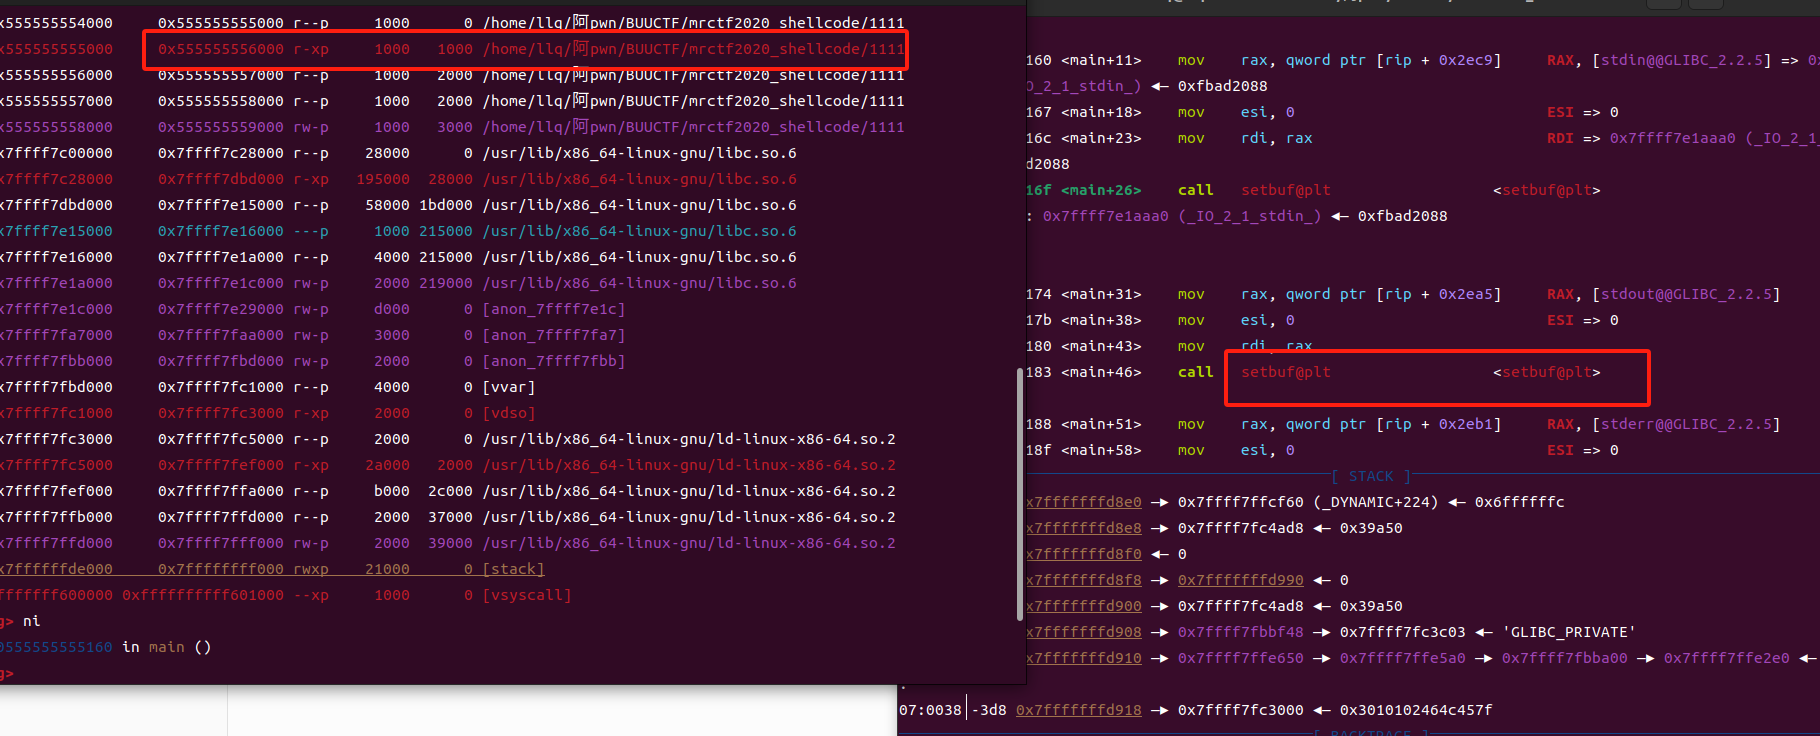 x555555554000 0x555555555000 r--p 1000 0 /home/llq/阿pwn/BUUCTF/mrctf2020_shellcode/1111
x555555555000 0x555555556000 r-xp 1000 1000 /home/llq/阿pwn/BUUCTF/mrctf2020_shellcode/1111
x555555556000 0x555555557000 r--p 1000 2000 /home/llq/阿pwn/BUUCTF/mrctf2020_shellcode/1111
x555555557000 0x555555558000 r--p 1000 2000 /home/llq/阿pwn/BUUCTF/mrctf2020_shellcode/1111
x555555558000 0x555555559000 rw-p 1000 3000 /home/llq/阿pwn/BUUCTF/mrctf2020_shellcode/1111
x7ffff7c00000 0x7ffff7c28000 r--p 28000 0 /usr/lib/x86_64-linux-gnu/libc.so.6
x7ffff7c28000 0x7ffff7dbd000 r-xp 195000 28000 /usr/lib/x86_64-linux-gnu/libc.so.6
x7ffff7dbd000 0x7ffff7e15000 r--p 58000 1bd000 /usr/lib/x86_64-linux-gnu/libc.so.6
x7ffff7e15000 0x7ffff7e16000 ---p 1000 215000 /usr/lib/x86_64-linux-gnu/libc.so.6
x7ffff7e16000 0x7ffff7e1a000 r--p 4000 215000 /usr/lib/x86_64-linux-gnu/libc.so.6
x7ffff7e1a000 0x7ffff7e1c000 rw-p 2000 219000 /usr/lib/x86_64-linux-gnu/libc.so.6
x7ffff7e1c000 0x7ffff7e29000 rw-p d000 0 [anon_7ffff7e1c]
x7ffff7fa7000 0x7ffff7faa000 rw-p 3000 0 [anon_7ffff7fa7]
x7ffff7fbb000 0x7ffff7fbd000 rw-p 2000 0 [anon_7ffff7fbb]
x7ffff7fbd000 0x7ffff7fc1000 r--p 4000 0 [vvar]
x7ffff7fc1000 0x7ffff7fc3000 r-xp 2000 0 [vdso]
x7ffff7fc3000 0x7ffff7fc5000 r--p 2000 0 /usr/lib/x86_64-linux-gnu/ld-linux-x86-64.so.2
x7ffff7fc5000 0x7ffff7fef000 r-xp 2a000 2000 /usr/lib/x86_64-linux-gnu/ld-linux-x86-64.so.2
x7ffff7fef000 0x7ffff7ffa000 r--p b000 2c000 /usr/lib/x86_64-linux-gnu/ld-linux-x86-64.so.2
x7ffff7ffb000 0x7ffff7ffd000 r--p 2000 37000 /usr/lib/x86_64-linux-gnu/ld-linux-x86-64.so.2
x7ffff7ffd000 0x7ffff7fff000 rw-p 2000 39000 /usr/lib/x86_64-linux-gnu/ld-linux-x86-64.so.2
x7ffffffde000 0x7ffffffff000 rwxp 21000 0 [stack]
fffffff600000 0xffffffffff601000 --xp 1000 0 [vsyscall]
g> ni
0555555555160 in main ()
g>
160 <main+11> mov rax, qword ptr [rip + 0x2ec9] RAX, [stdin@@GLIBC_2.2.5] => 0x
O_2_1_stdin_) ◂— 0xfbad2088
167 <main+18> mov esi, 0 ESI => 0
16c <main+23> mov rdi, rax RDI => 0x7ffff7e1aaa0 (_IO_2_1_
d2088
16f <main+26> call setbuf@plt <setbuf@plt>
: 0x7ffff7e1aaa0 (_IO_2_1_stdin_) ◂— 0xfbad2088
174 <main+31> mov rax, qword ptr [rip + 0x2ea5] RAX, [stdout@@GLIBC_2.2.5]
17b <main+38> mov esi, 0 ESI => 0
180 <main+43> mov rdi, rax
183 <main+46> call setbuf@plt <setbuf@plt>
188 <main+51> mov rax, qword ptr [rip + 0x2eb1] RAX, [stderr@@GLIBC_2.2.5]
18f <main+58> mov esi, 0 ESI => 0
[ STACK ]
x7fffffffd8e0 —▸ 0x7ffff7ffcf60 (_DYNAMIC+224) ◂— 0x6ffffffc
x7fffffffd8e8 —▸ 0x7ffff7fc4ad8 ◂— 0x39a50
x7fffffffd8f0 ◂— 0
x7fffffffd8f8 —▸ 0x7fffffffd990 ◂— 0
x7fffffffd900 —▸ 0x7ffff7fc4ad8 ◂— 0x39a50
x7fffffffd908 —▸ 0x7ffff7fbbf48 —▸ 0x7ffff7fc3c03 ◂— 'GLIBC_PRIVATE'
x7fffffffd910 —▸ 0x7ffff7ffe650 —▸ 0x7ffff7ffe5a0 —▸ 0x7ffff7fbba00 —▸ 0x7ffff7ffe2e0 ◂—
07:0038│-3d8 0x7fffffffd918 —▸ 0x7ffff7fc3000 ◂— 0x3010102464c457f
[ BACKTRACE ]